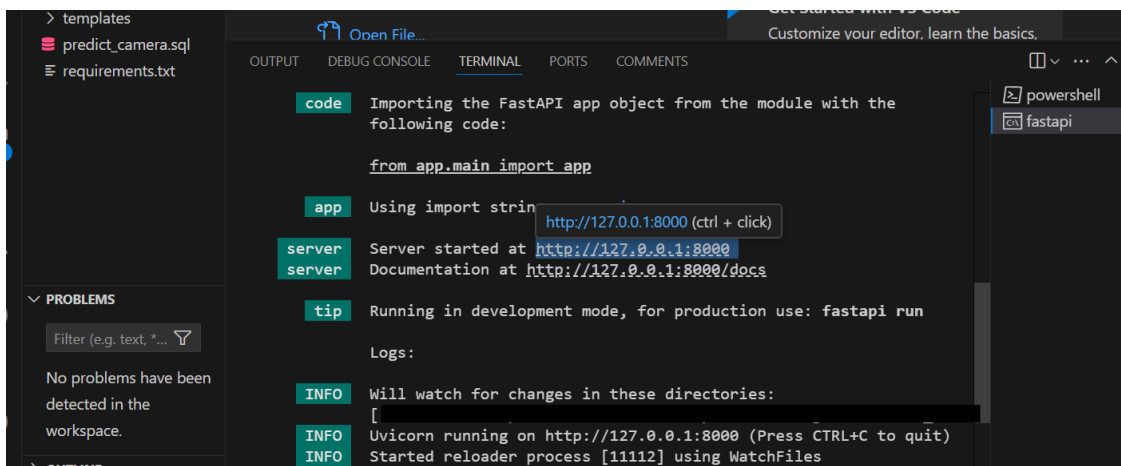 templates
predict_camera.sql
requirements.txt
Open File...
Get Started with VS Code
Customize your editor, learn the basics,
OUTPUT DEBUG CONSOLE TERMINAL PORTS COMMENTS
powershell
fastapi
code Importing the FastAPI app object from the module with the
following code:
from app.main import app
app Using import strin
http://127.0.0.1:8000 (ctrl + click)
server Server started at http://127.0.0.1:8000
server Documentation at http://127.0.0.1:8000/docs
tip Running in development mode, for production use: fastapi run
Logs:
INFO Will watch for changes in these directories:
[
INFO Uvicorn running on http://127.0.0.1:8000 (Press CTRL+C to quit)
INFO Started reloader process [11112] using WatchFiles
PROBLEMS
Filter (e.g. text, *...
No problems have been
detected in the
workspace.